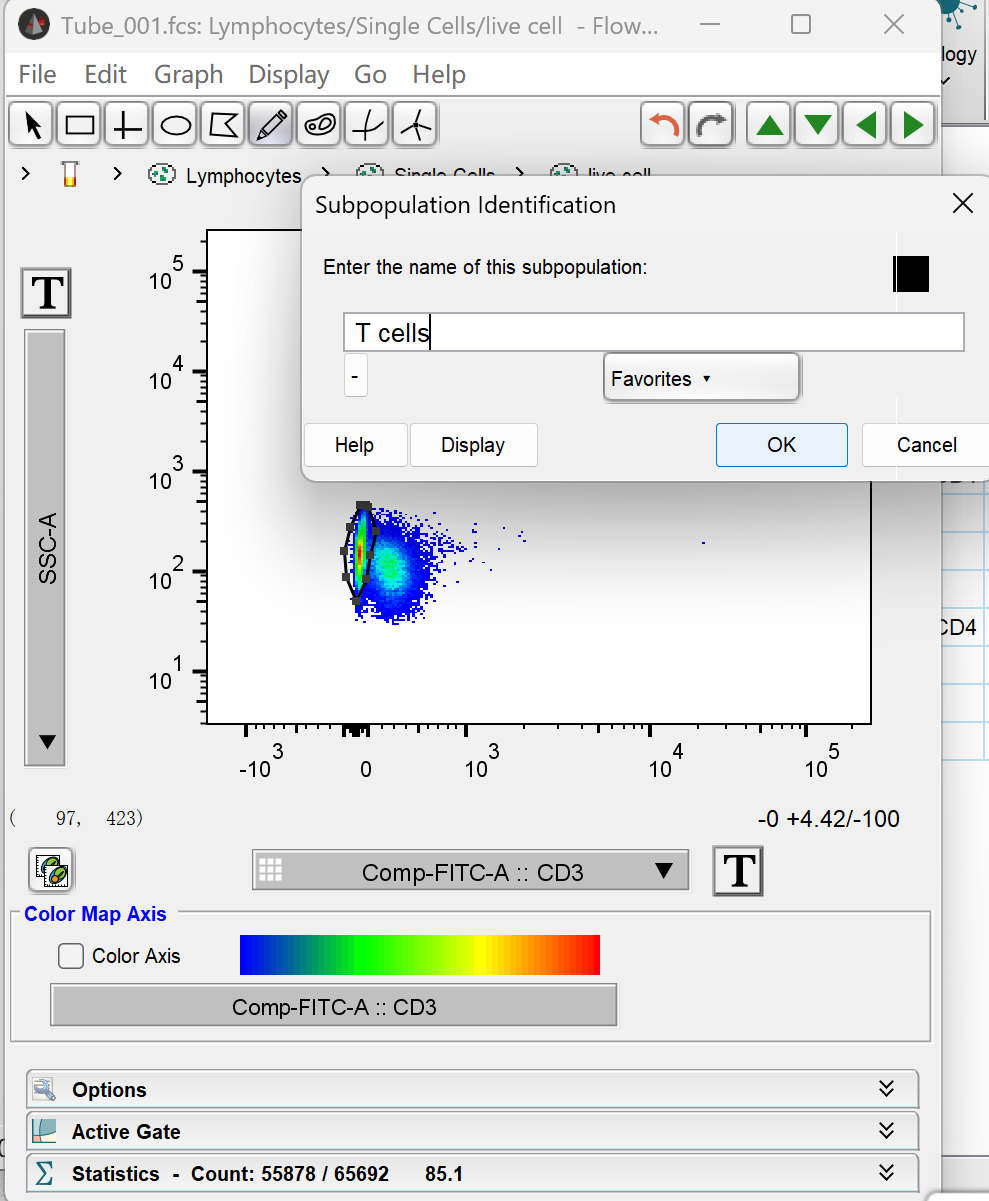 Tube_001.fcs: Lymphocytes/Single Cells/live cell - Flow...
logy
File Edit Graph Display Go Help
Lymphocytes Single Cells live cell
Subpopulation Identification
Enter the name of this subpopulation:
T cells
-
Favorites
Help Display OK Cancel
T
SSC-A
10^5
10^4
10^3
10^2
10^1
CD4
-10^3 0 10^3 10^4 10^5
( 97, 423)
-0 +4.42/-100
Comp-FITC-A :: CD3
T
Color Map Axis
Color Axis
Comp-FITC-A :: CD3
Options
Active Gate
Statistics - Count: 55878 / 65692 85.1